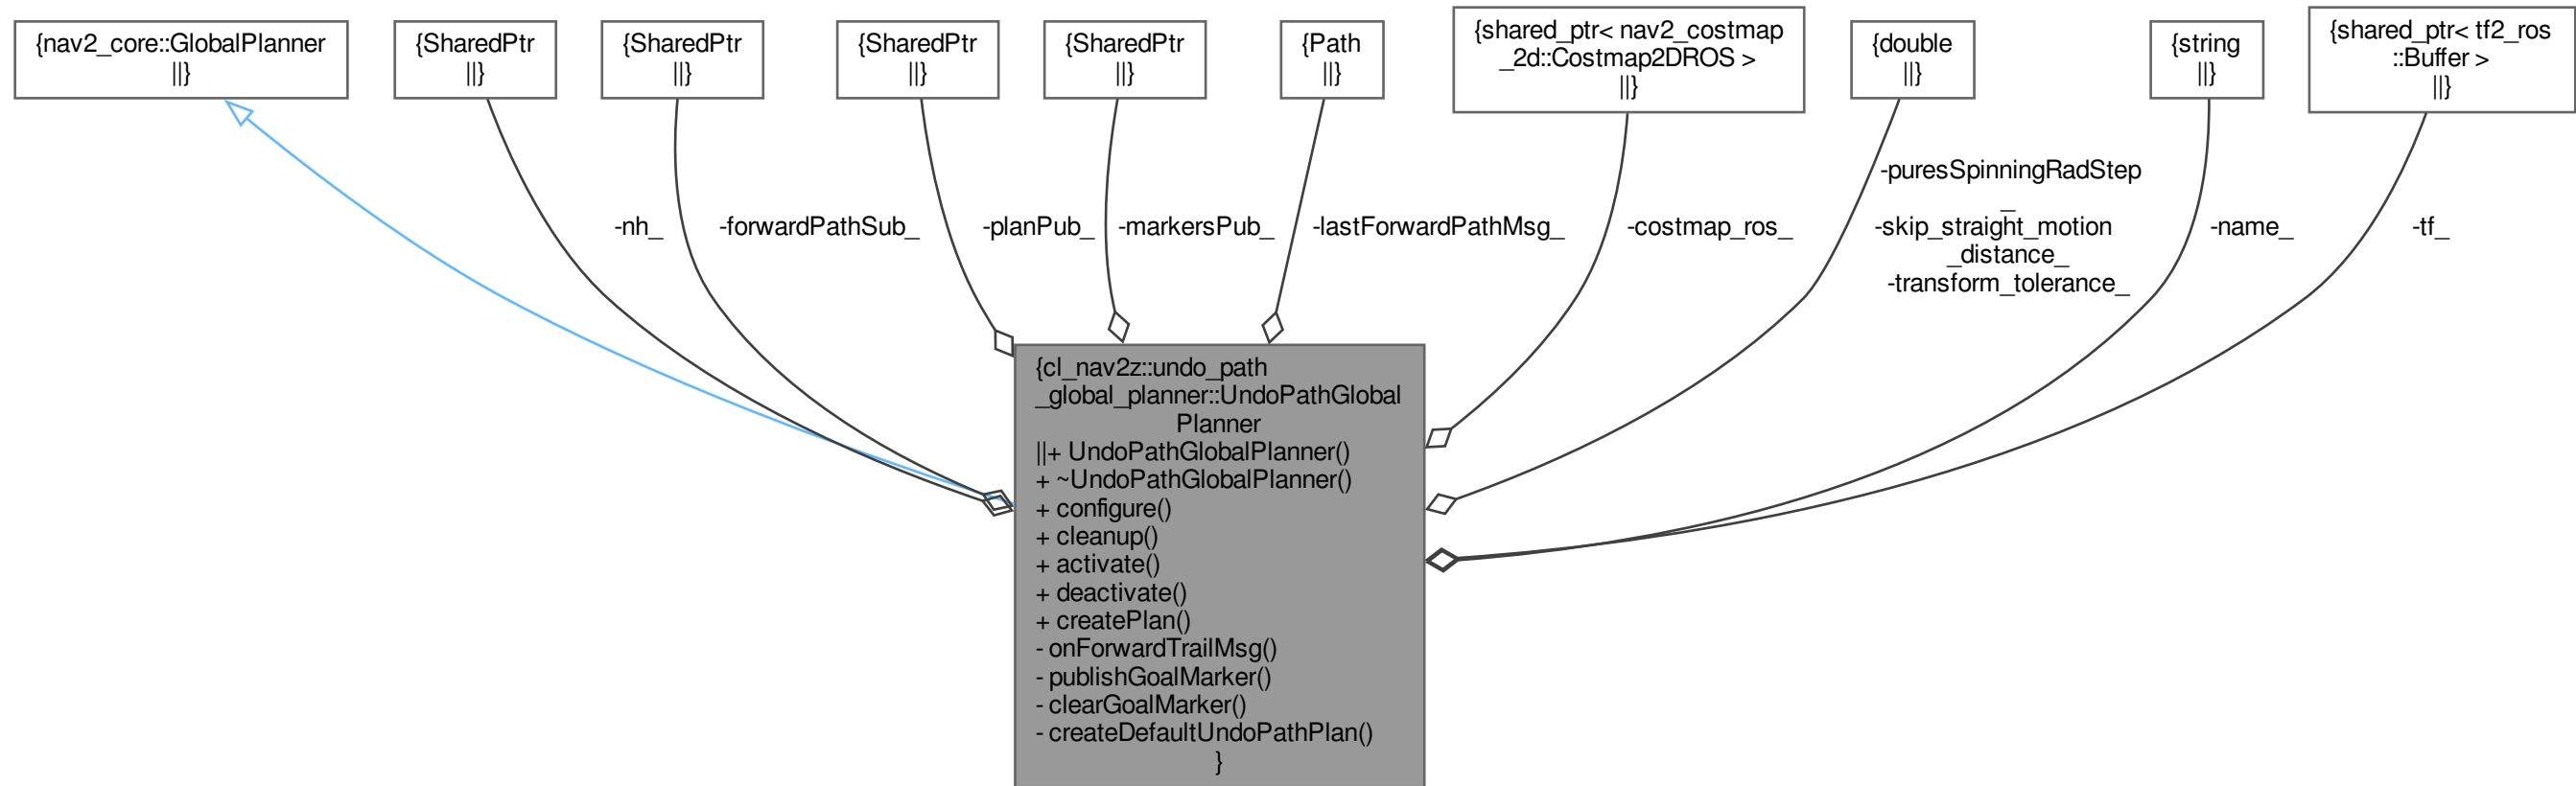 {nav2_core::GlobalPlanner
||}
{SharedPtr
||}
{SharedPtr
||}
{SharedPtr
||}
{SharedPtr
||}
{Path
||}
{shared_ptr< nav2_costmap
_2d::Costmap2DROS >
||}
{double
||}
{string
||}
{shared_ptr< tf2_ros
::Buffer >
||}
-nh_
-forwardPathSub_
-planPub_
-markersPub_
-lastForwardPathMsg_
-costmap_ros_
-puresSpinningRadStep
_
-skip_straight_motion
_distance_
-transform_tolerance_
-name_
-tf_
{cl_nav2z::undo_path
_global_planner::UndoPathGlobal
Planner
||+ UndoPathGlobalPlanner()
+ ~UndoPathGlobalPlanner()
+ configure()
+ cleanup()
+ activate()
+ deactivate()
+ createPlan()
- onForwardTrailMsg()
- publishGoalMarker()
- clearGoalMarker()
- createDefaultUndoPathPlan()
}